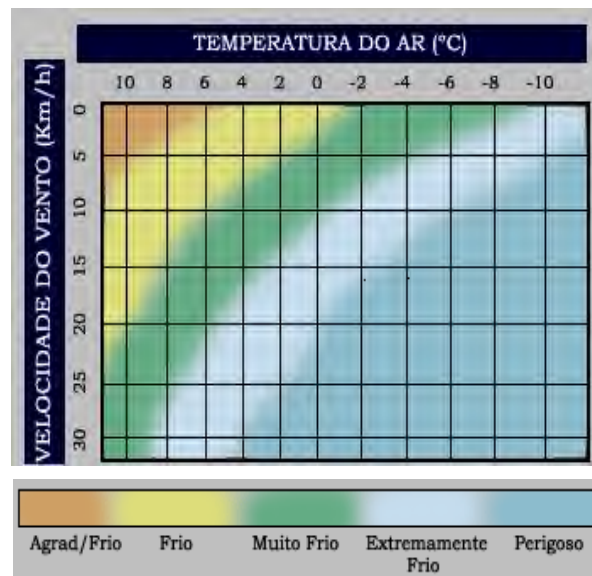 TEMPERATURA DO AR (ºC)
10 8 6 4 2 0 -2 -4 -6 -8 -10
VELOCIDADE DO VENTO (Km/h)
0
5
10
15
20
25
30
Agrad/Frio Frio Muito Frio Extremamente Frio Perigoso